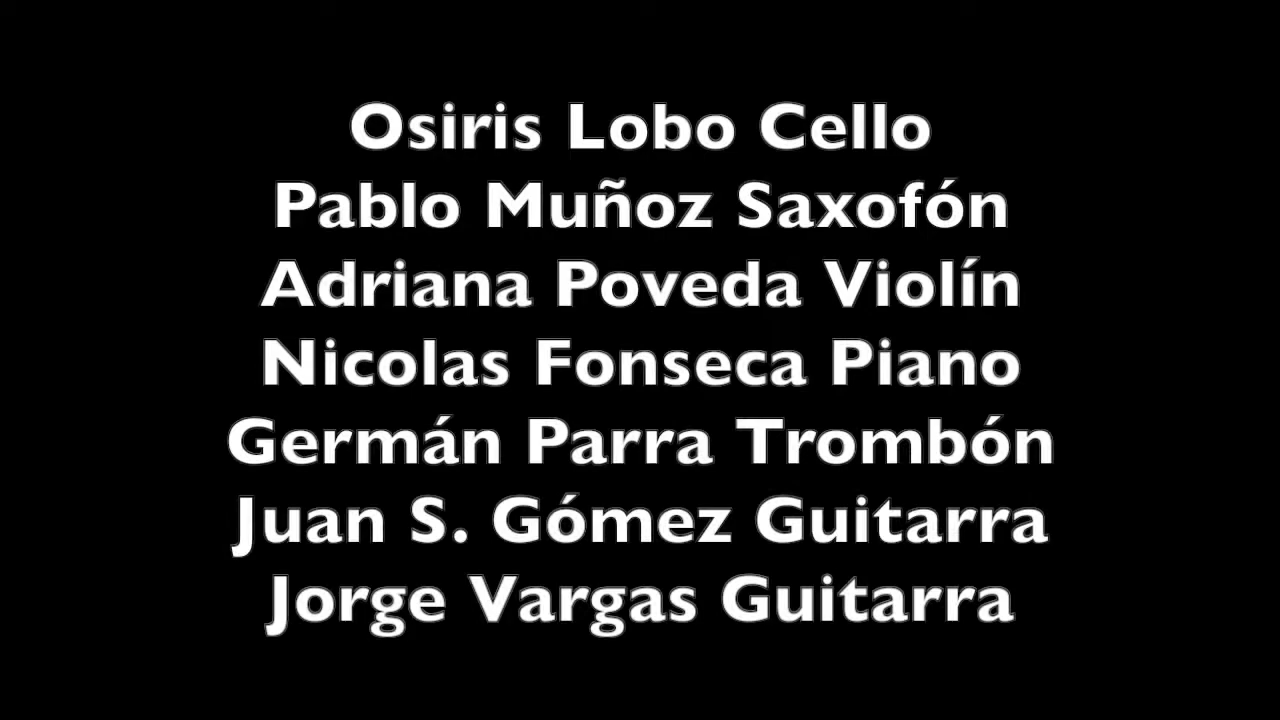 Osiris Lobo Cello
Pablo Muñoz Saxofón
Adriana Poveda Violín
Nicolas Fonseca Piano
Germán Parra Trombón
Juan S. Gómez Guitarra
Jorge Vargas Guitarra